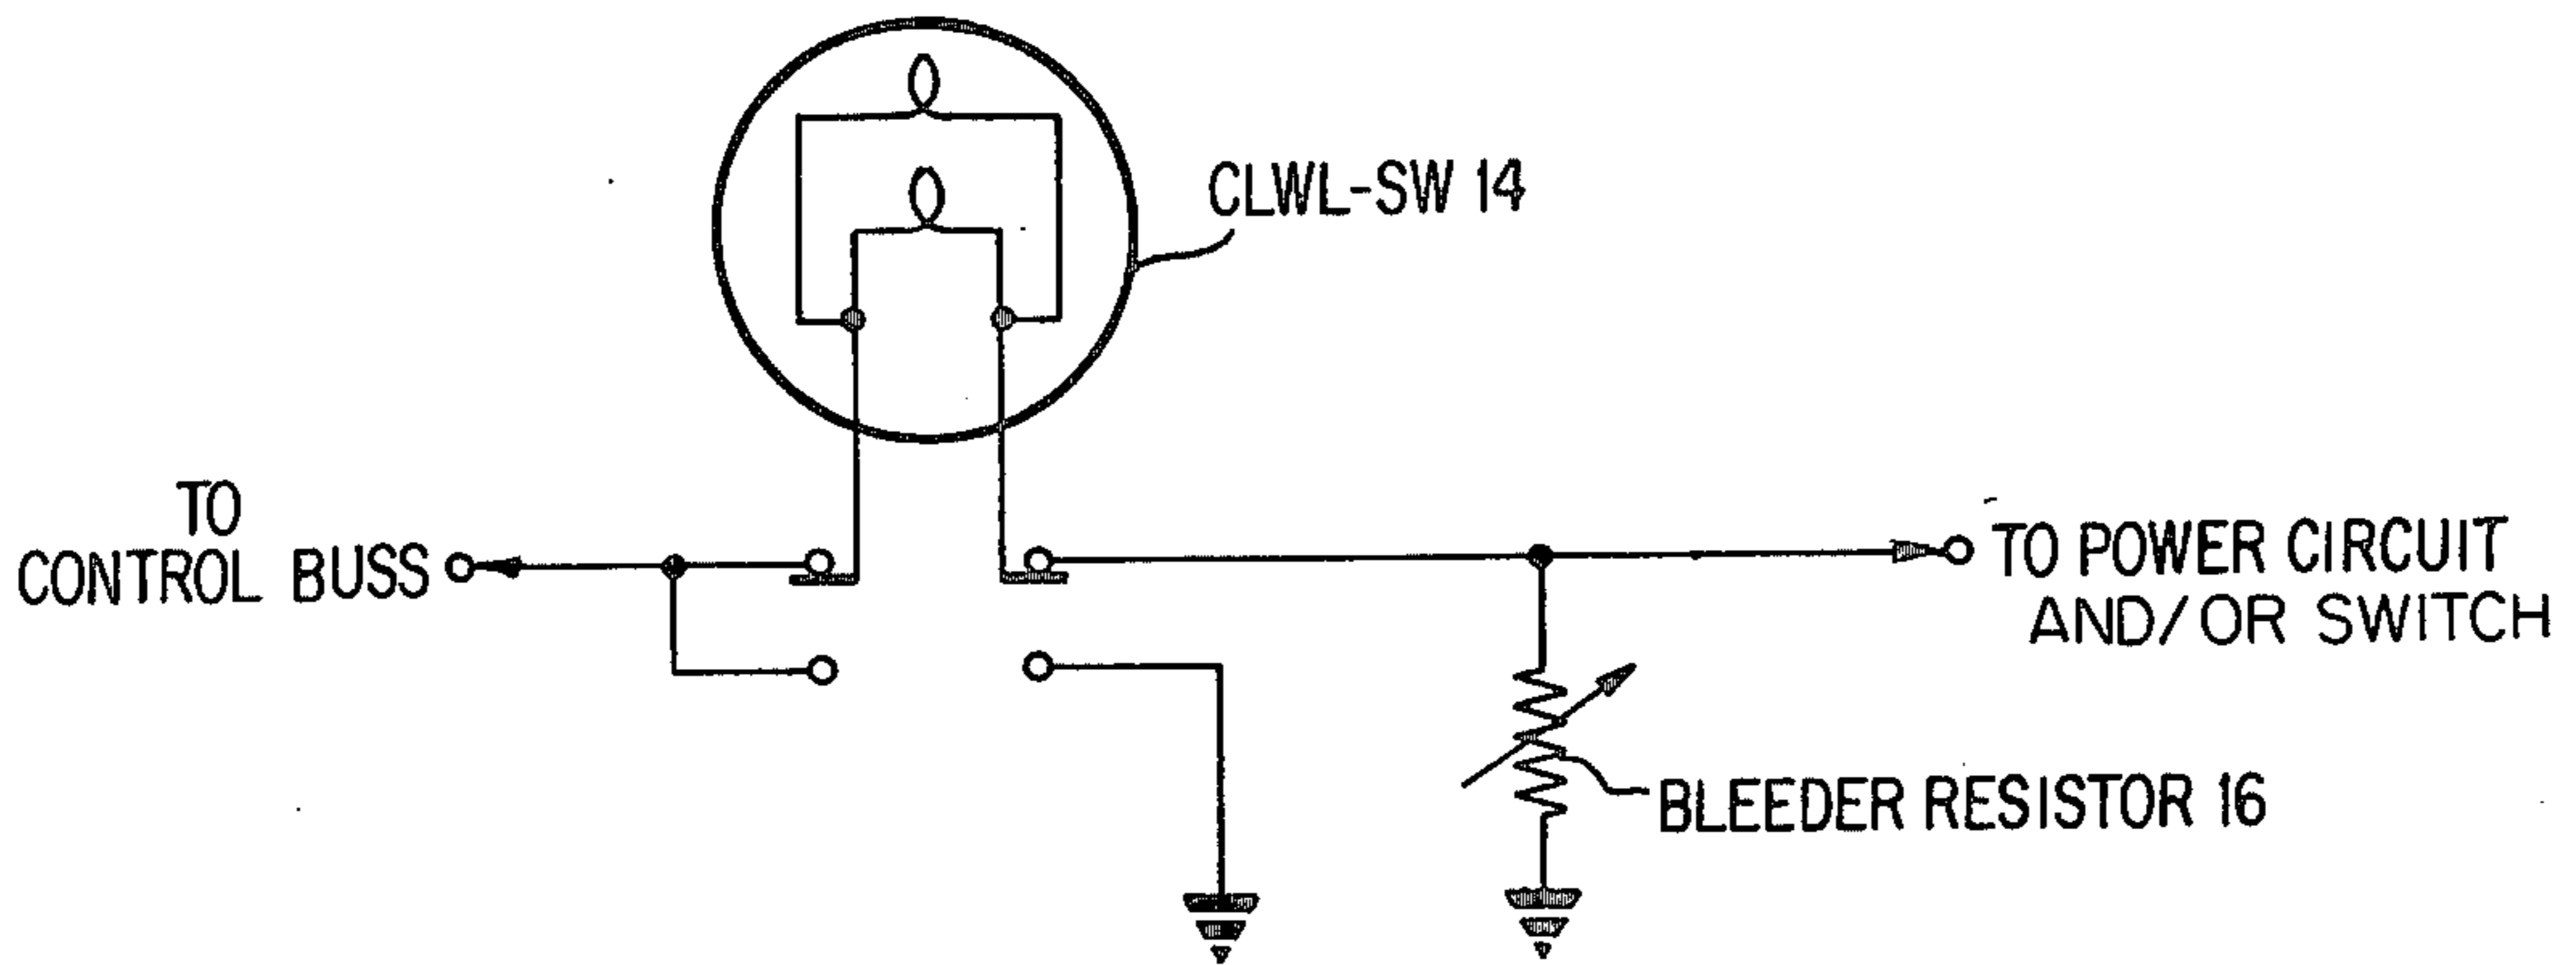 CLWL-SW 14
TO
CONTROL BUSS
TO POWER CIRCUIT
AND/OR SWITCH
BLEEDER RESISTOR 16